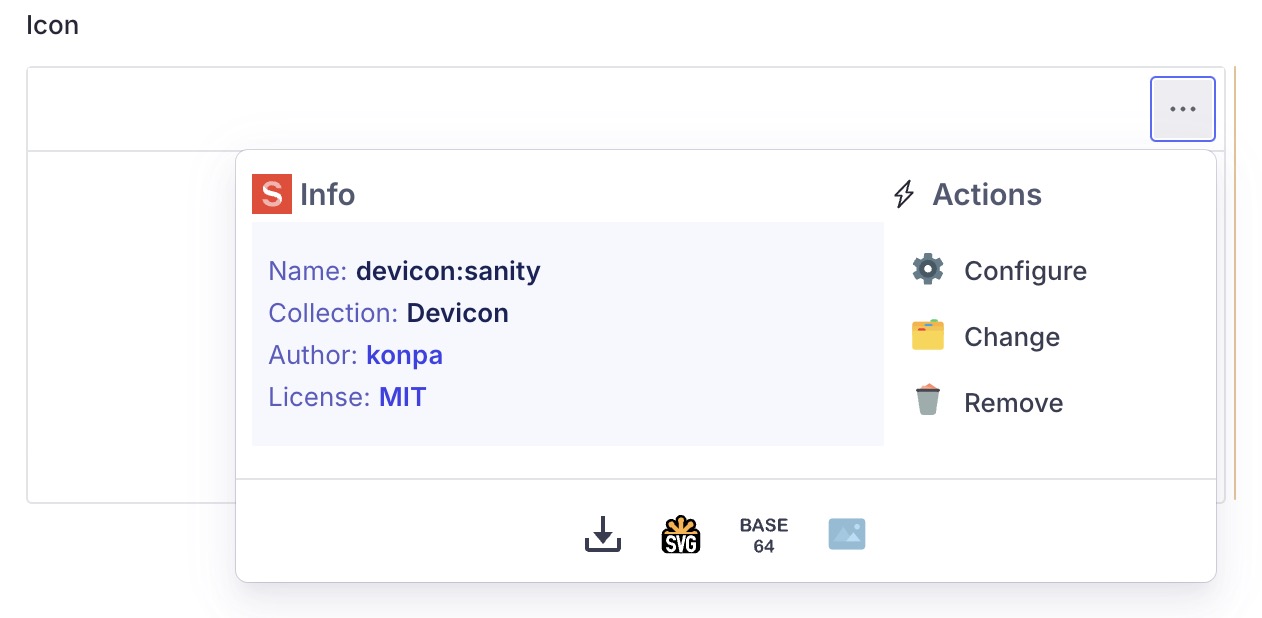 Icon
S Info
Actions
Name: devicon:sanity
Collection: Devicon
Author: konpa
License: MIT
Configure
Change
Remove
SVG
BASE
64